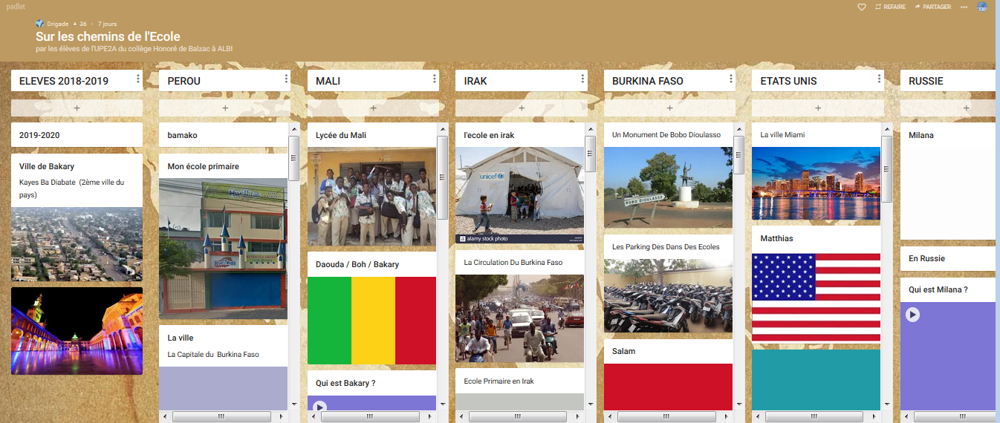 padlet
REFAIRE
PARTAGER
Drigade + 36 • 7 jours
Sur les chemins de l'Ecole
par les élèves de l'UPE2A du collège Honoré de Balzac à ALBI
ELEVES 2018-2019
2019-2020
Ville de Bakary
Kayes Ba Diabate (2ème ville du
pays)
PEROU
bamako
Mon école primaire
La ville
La Capitale du Burkina Faso
MALI
Lycée du Mali
Daouda / Boh / Bakary
Qui est Bakary ?
IRAK
l'ecole en irak
unicef
alamy stock photo
La Circulation Du Burkina Faso
Ecole Primaire en Irak
BURKINA FASO
Un Monument De Bobo Dioulasso
BOBO DIOULASSO
Les Parking Des Dans Des Ecoles
Salam
ETATS UNIS
La ville Miami
Matthias
RUSSIE
Milana
En Russie
Qui est Milana ?